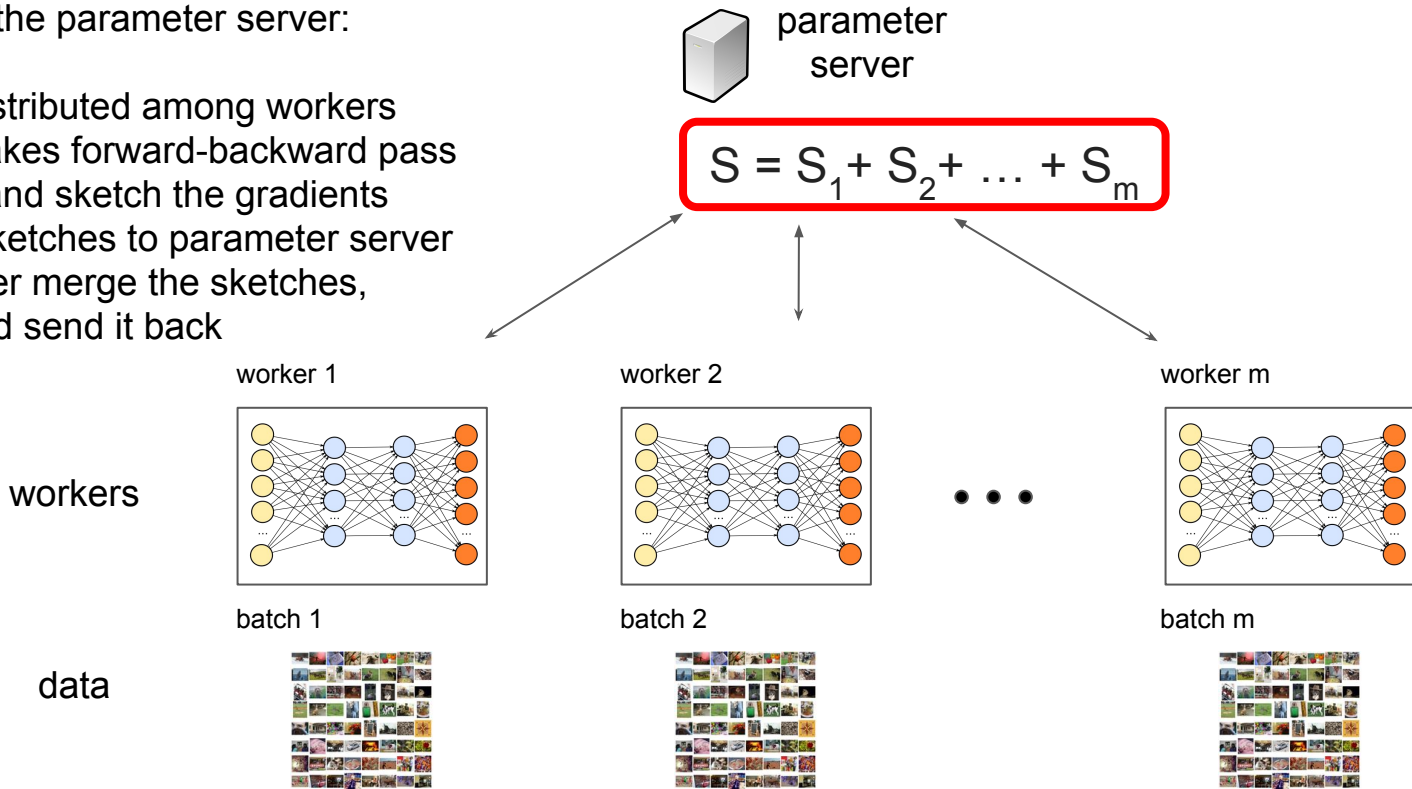 the parameter server:
parameter
server
stributed among workers
akes forward-backward pass
and sketch the gradients
ketches to parameter server
er merge the sketches,
d send it back
S = S1+ S2+ … + Sm
worker 1
worker 2
worker m
workers
...
...
...
...
...
...
...
...
...
• • •
batch 1
batch 2
batch m
data